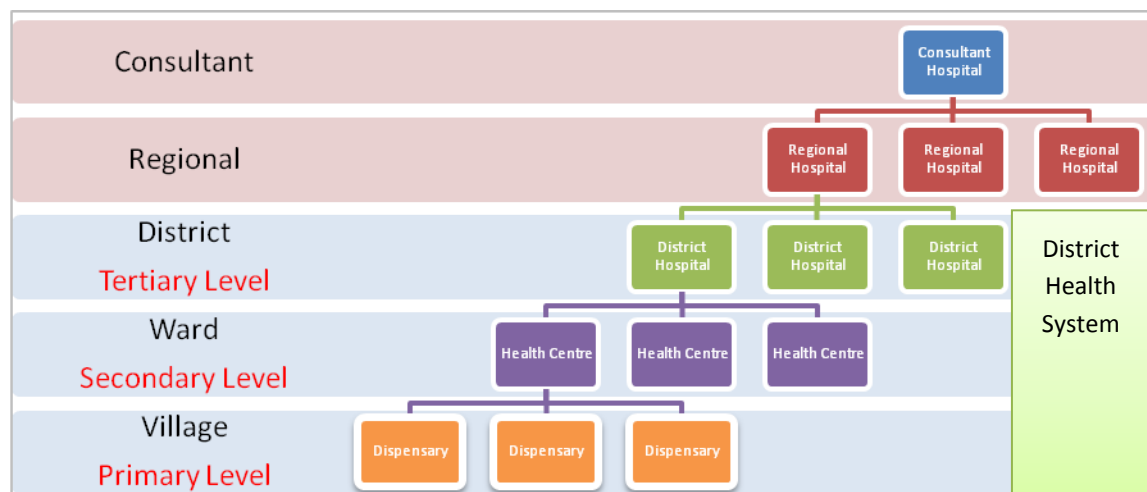 Consultant
Consultant
Hospital
Regional
Regional
Hospital
Regional
Hospital
Regional
Hospital
District
Tertiary Level
District
Hospital
District
Hospital
District
Hospital
District
Health
System
Ward
Secondary Level
Health Centre
Health Centre
Health Centre
Village
Primary Level
Dispensary
Dispensary
Dispensary